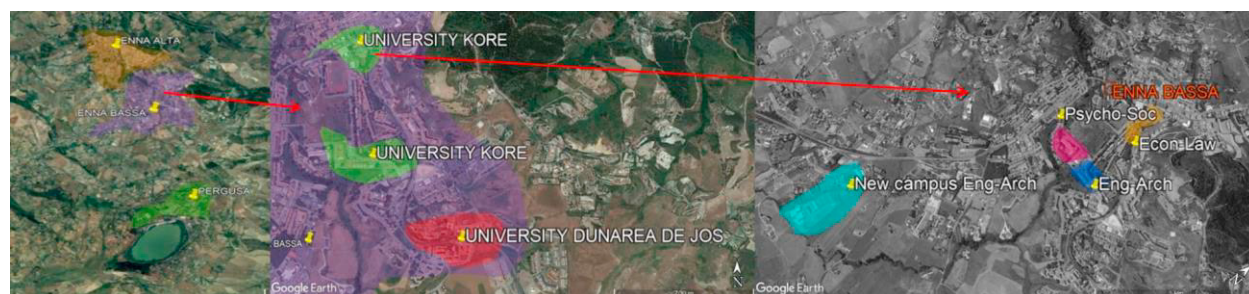 ENNA ALTA
ENNA BASSA
PERGUSA
UNIVERSITY KORE
UNIVERSITY KORE
BASSA
UNIVERSITY DUNAREA DE JOS
N
Google Earth
ENNA BASSA
Psycho-Soc
Econ-Law
New campus Eng-Arch
Eng-Arch
Google Earth
N